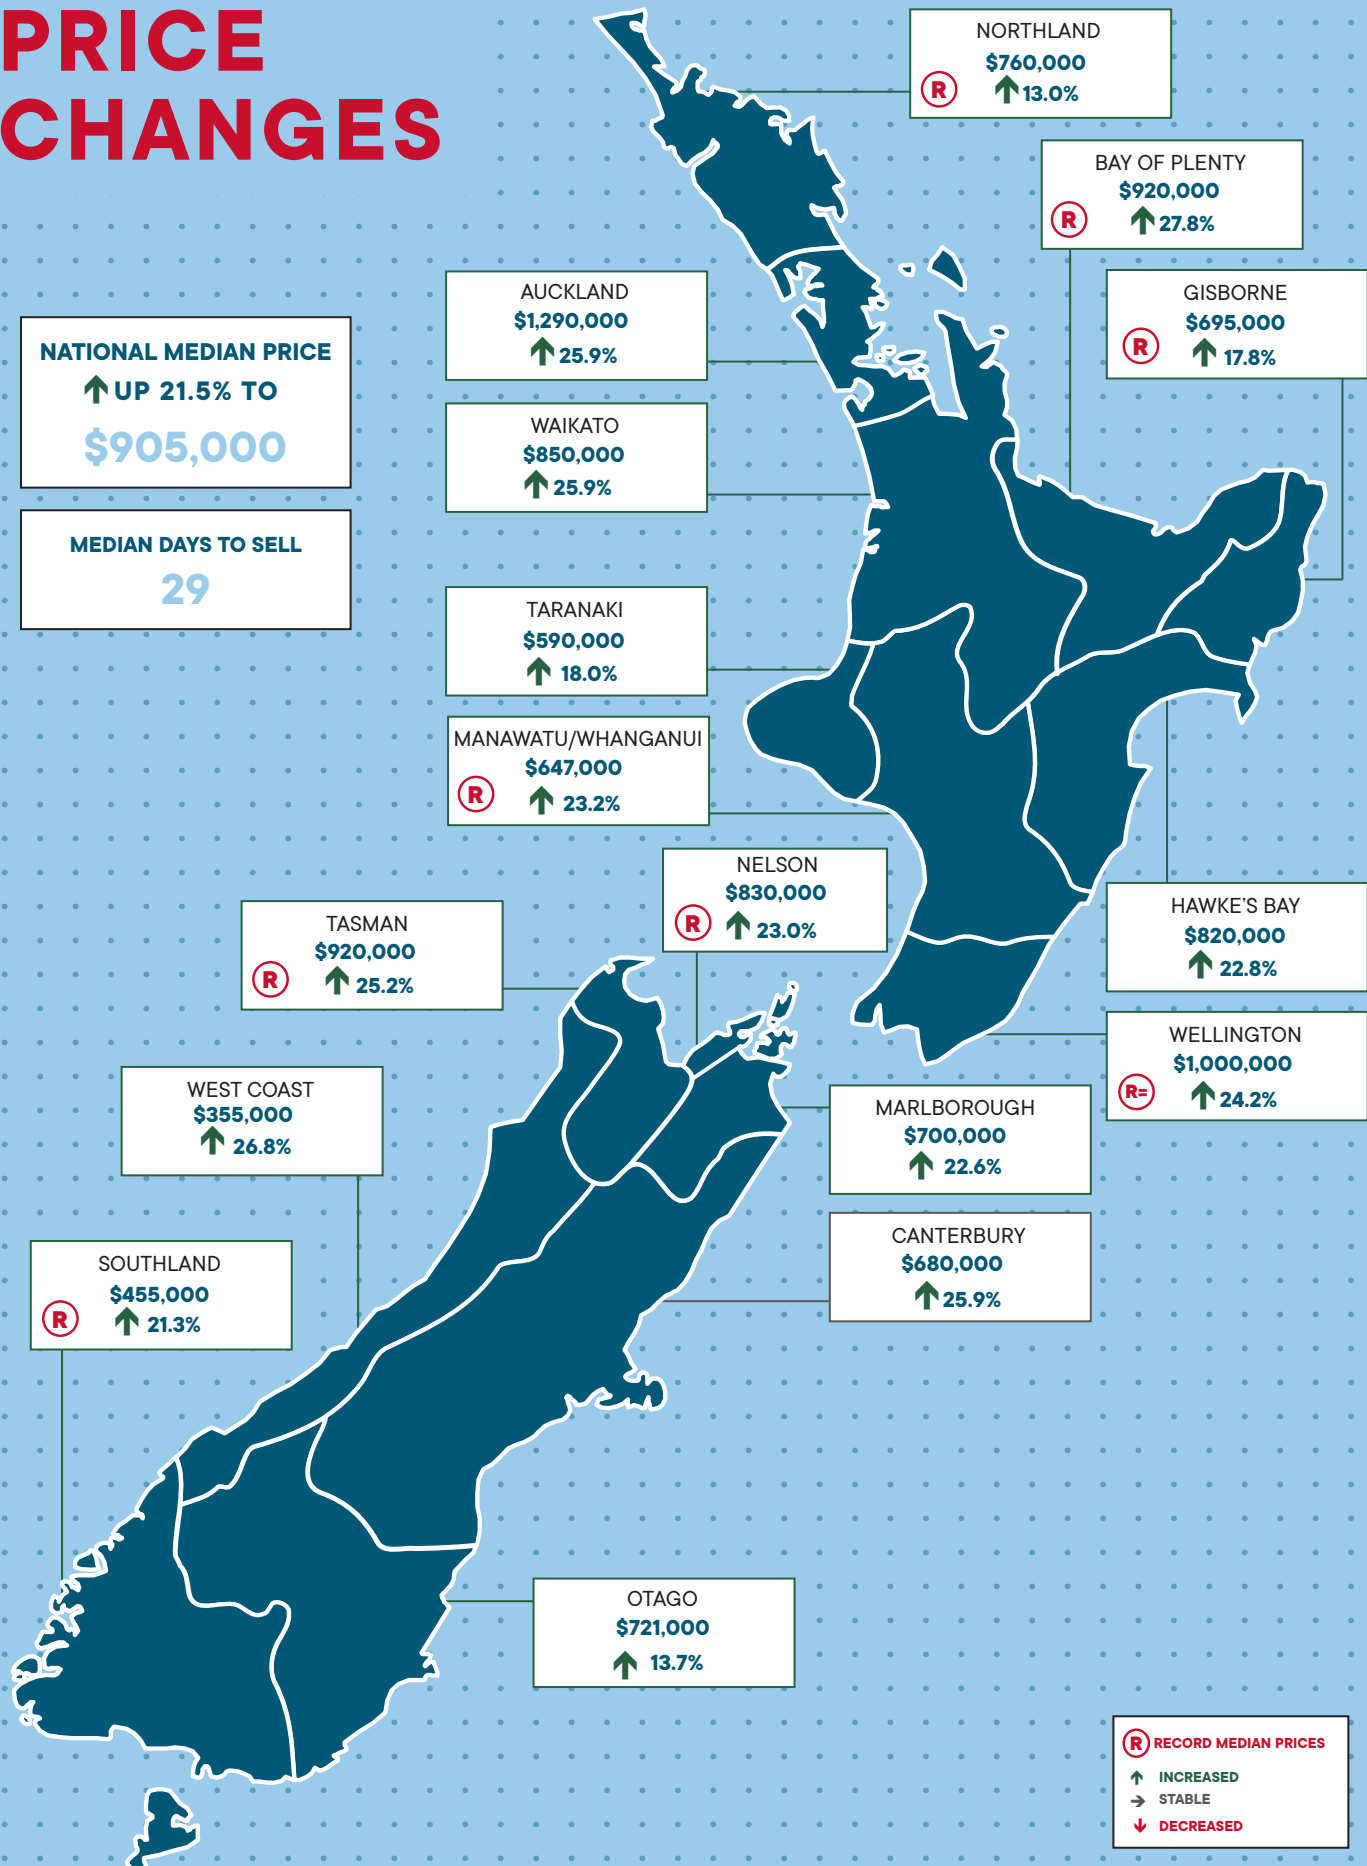 PRICE
CHANGES
NORTHLAND
$760,000
R
13.0%
BAY OF PLENTY
$920,000
R
27.8%
GISBORNE
$695,000
R
17.8%
AUCKLAND
$1,290,000
25.9%
NATIONAL MEDIAN PRICE
UP 21.5% TO
$905,000
WAIKATO
$850,000
25.9%
MEDIAN DAYS TO SELL
29
TARANAKI
$590,000
18.0%
MANAWATU/WHANGANUI
$647,000
R
23.2%
NELSON
$830,000
R
23.0%
TASMAN
$920,000
R
25.2%
HAWKE'S BAY
$820,000
22.8%
WELLINGTON
$1,000,000
R=
24.2%
WEST COAST
$355,000
26.8%
MARLBOROUGH
$700,000
22.6%
CANTERBURY
$680,000
25.9%
SOUTHLAND
$455,000
R
21.3%
OTAGO
$721,000
13.7%
R RECORD MEDIAN PRICES
INCREASED
STABLE
DECREASED